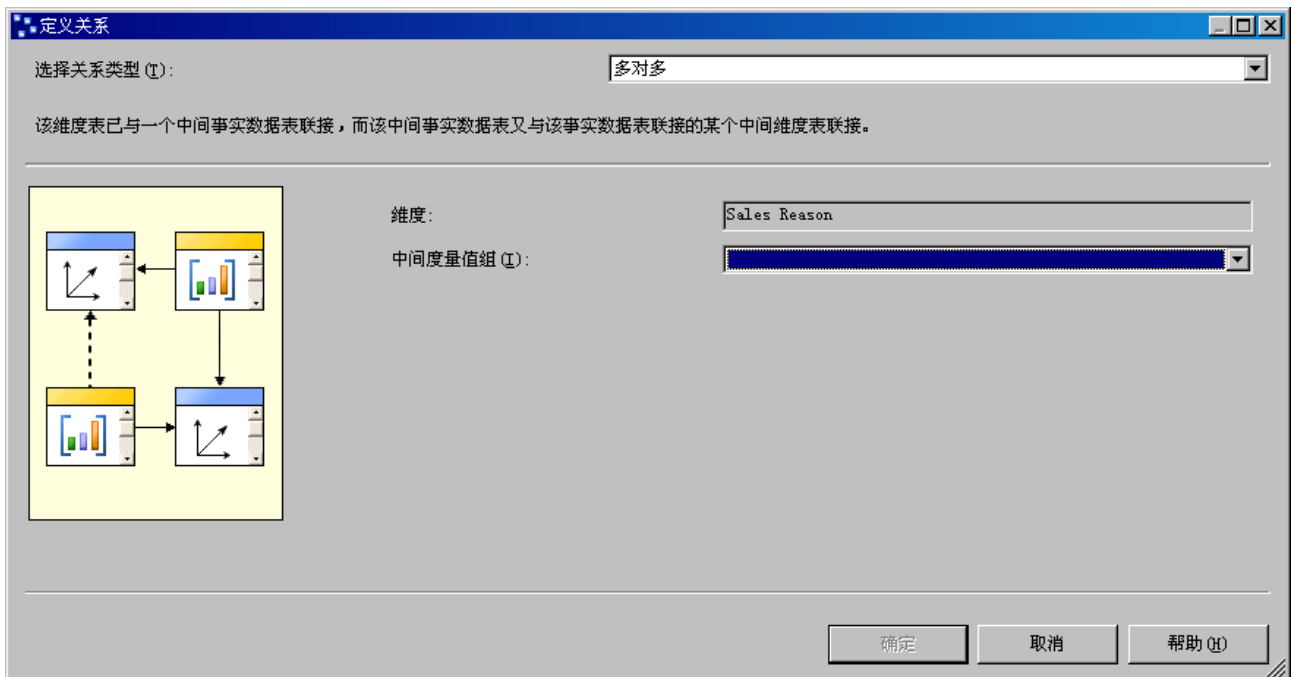 定义关系
选择关系类型(T): 多对多
该维度表已与一个中间事实数据表联接，而该中间事实数据表又与该事实数据表联接的某个中间维度表联接。
维度: Sales Reason
中间度量值组(I):
确定 取消 帮助(H)